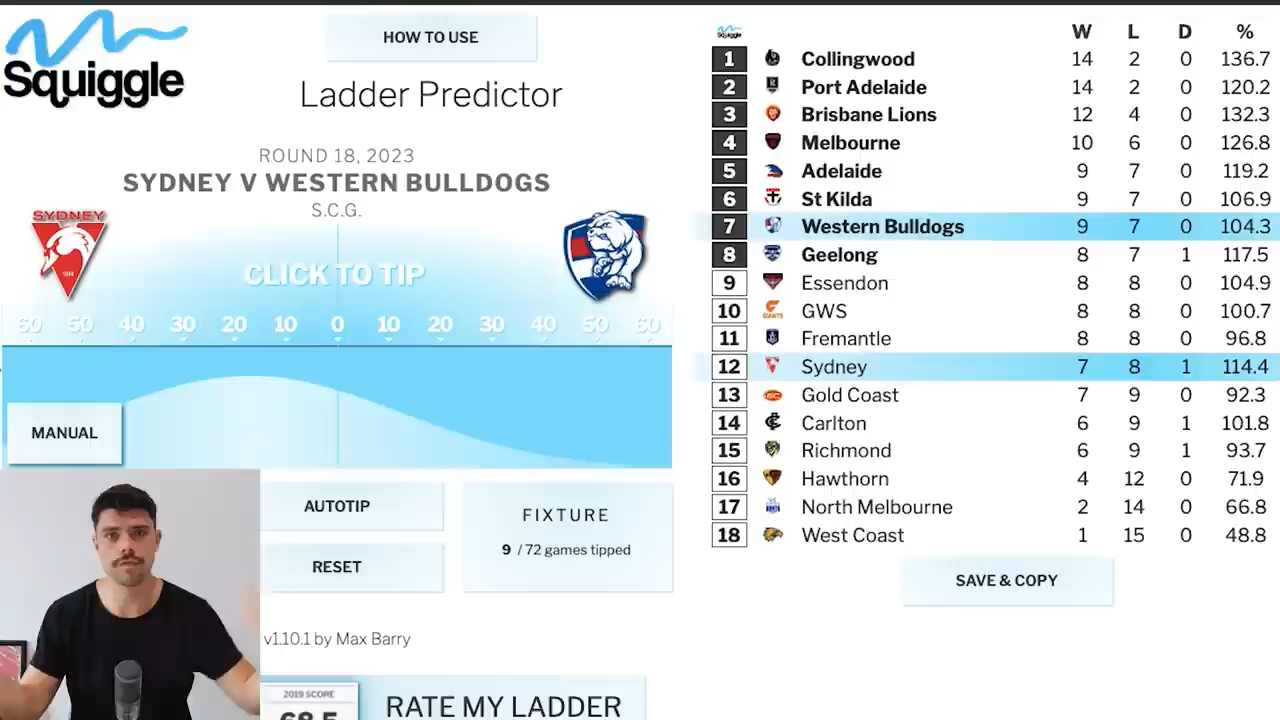 Squiggle
HOW TO USE
Ladder Predictor
ROUND 18, 2023
SYDNEY V WESTERN BULLDOGS
S.C.G.
SYDNEY
CLICK TO TIP
60 50 40 30 20 10 0 10 20 30 40 50 60
MANUAL
AUTOTIP
RESET
FIXTURE
9 / 72 games tipped
v1.10.1 by Max Barry
2019 SCORE
68.5
RATE MY LADDER
Squiggle W L D %
1 Collingwood 14 2 0 136.7
2 Port Adelaide 14 2 0 120.2
3 Brisbane Lions 12 4 0 132.3
4 Melbourne 10 6 0 126.8
5 Adelaide 9 7 0 119.2
6 St Kilda 9 7 0 106.9
7 Western Bulldogs 9 7 0 104.3
8 Geelong 8 7 1 117.5
9 Essendon 8 8 0 104.9
10 GWS 8 8 0 100.7
11 Fremantle 8 8 0 96.8
12 Sydney 7 8 1 114.4
13 Gold Coast 7 9 0 92.3
14 Carlton 6 9 1 101.8
15 Richmond 6 9 1 93.7
16 Hawthorn 4 12 0 71.9
17 North Melbourne 2 14 0 66.8
18 West Coast 1 15 0 48.8
SAVE & COPY